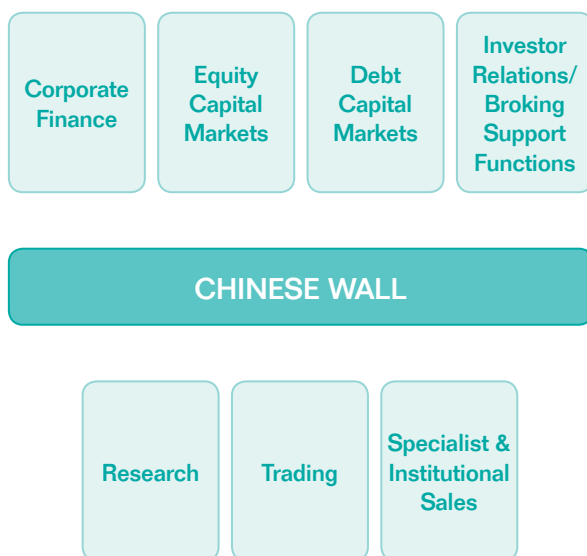 Corporate
Finance
Equity
Capital
Markets
Debt
Capital
Markets
Investor
Relations/
Broking
Support
Functions
CHINESE WALL
Research
Trading
Specialist &
Institutional
Sales